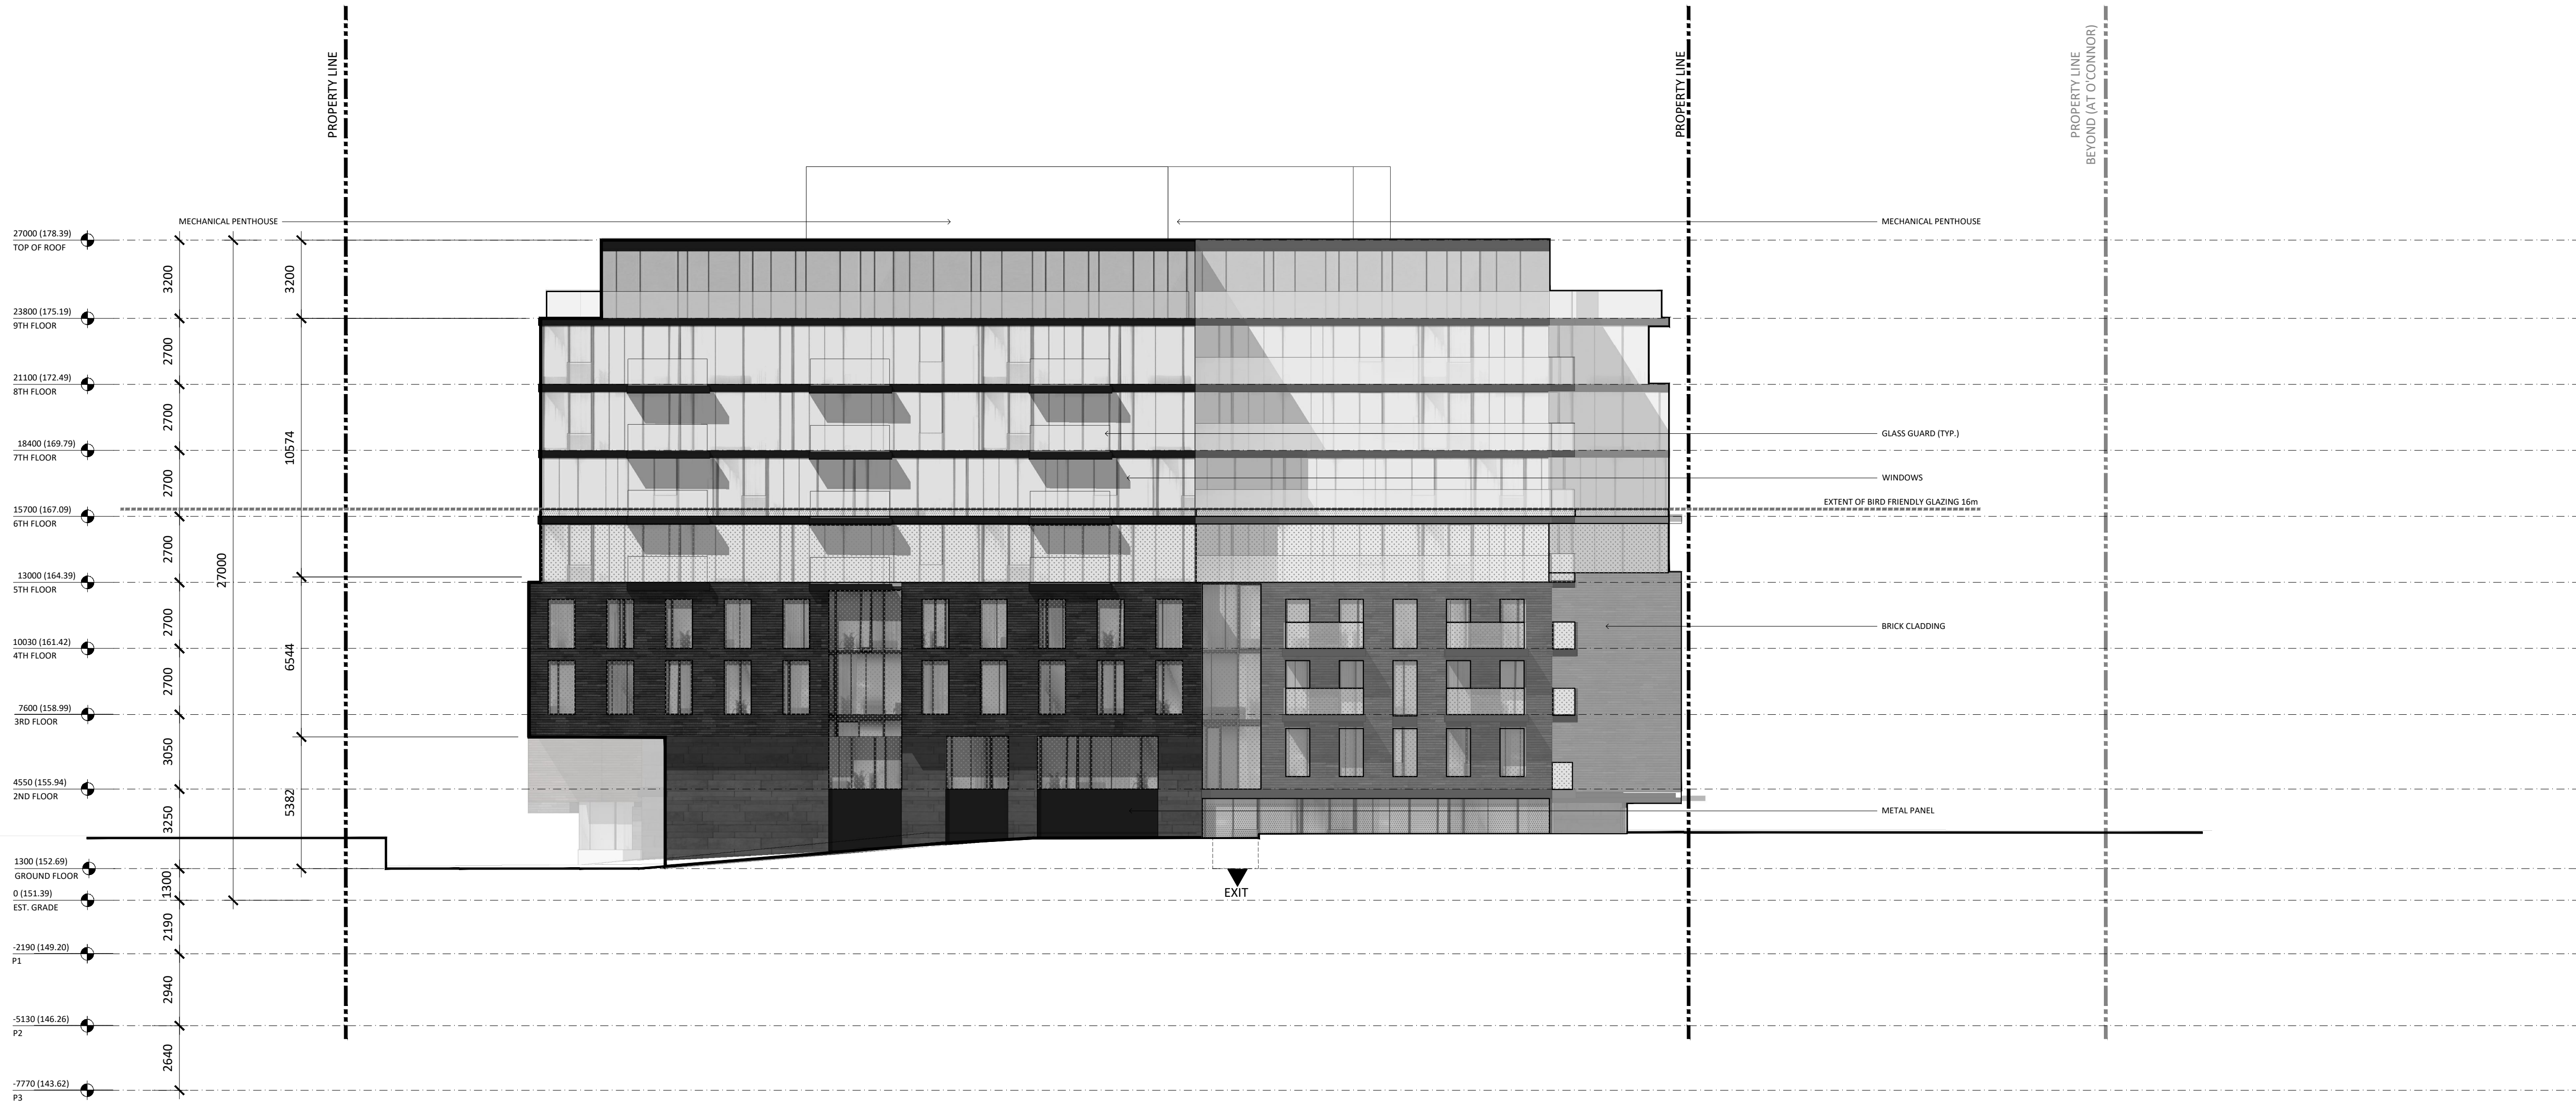 PROPERTY LINE
PROPERTY LINE
PROPERTY LINE
BEYOND (AT O'CONNOR)
MECHANICAL PENTHOUSE
MECHANICAL PENTHOUSE
27000 (178.39)
TOP OF ROOF
3200
3200
23800 (175.19)
9TH FLOOR
2700
21100 (172.49)
8TH FLOOR
2700
10574
GLASS GUARD (TYP.)
18400 (169.79)
7TH FLOOR
2700
WINDOWS
EXTENT OF BIRD FRIENDLY GLAZING 16m
15700 (167.09)
6TH FLOOR
2700
27000
13000 (164.39)
5TH FLOOR
2700
BRICK CLADDING
10030 (161.42)
4TH FLOOR
6544
2700
7600 (158.99)
3RD FLOOR
3050
4550 (155.94)
2ND FLOOR
5382
3250
METAL PANEL
1300 (152.69)
GROUND FLOOR
1300
EXIT
0 (151.39)
EST. GRADE
2190
-2190 (149.20)
P1
2940
-5130 (146.26)
P2
2640
-7770 (143.62)
P3